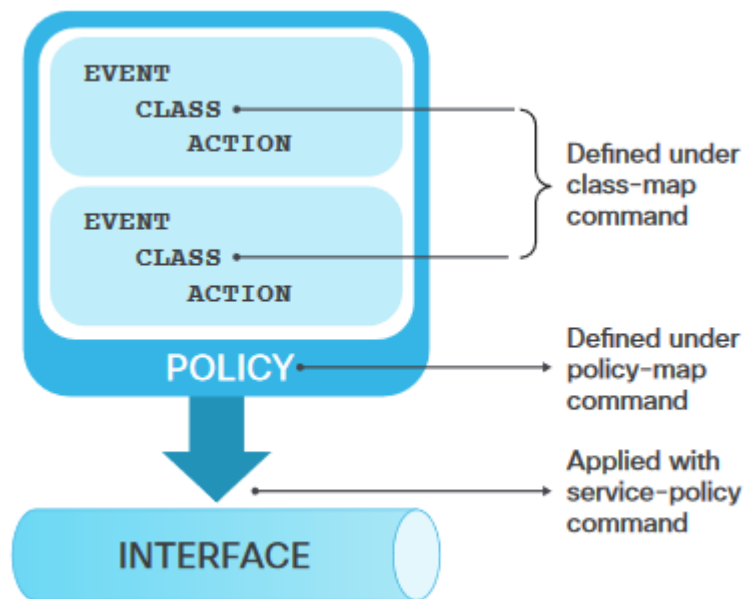 EVENT
CLASS
ACTION
EVENT
CLASS
ACTION
POLICY
INTERFACE
Defined under
class-map
command
Defined under
policy-map
command
Applied with
service-policy
command